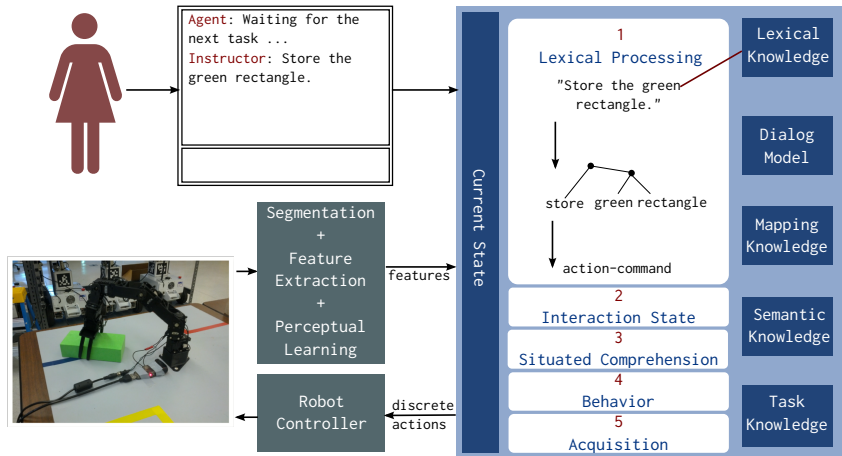 Agent: Waiting for the
next task ...
Instructor: Store the
green rectangle.
Segmentation
+
Feature
Extraction
+
Perceptual
Learning
features
Robot
Controller
discrete
actions
Current State
1
Lexical Processing
"Store the green
rectangle."
store green rectangle
action-command
2
Interaction State
3
Situated Comprehension
4
Behavior
5
Acquisition
Lexical
Knowledge
Dialog
Model
Mapping
Knowledge
Semantic
Knowledge
Task
Knowledge